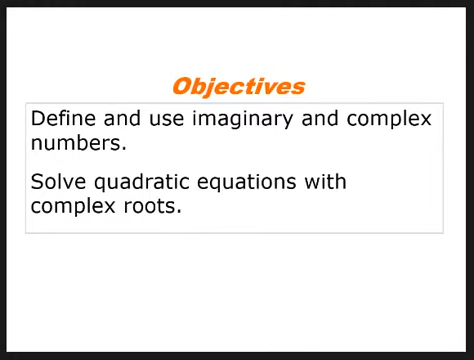 Objectives
Define and use imaginary and complex
numbers.
Solve quadratic equations with
complex roots.